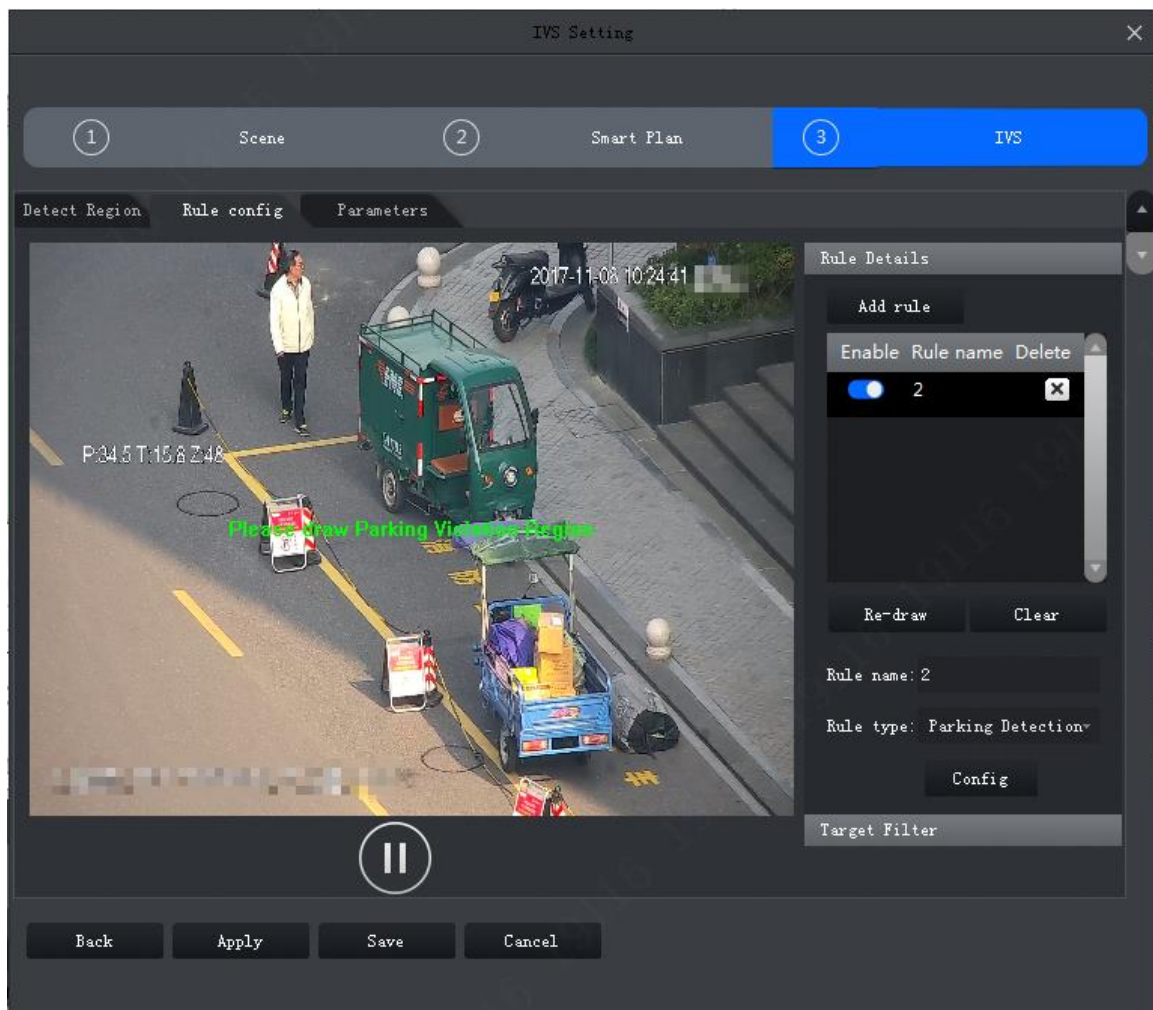 IVS Setting
1 Scene 2 Smart Plan 3 IVS
Detect Region Rule config Parameters
2017-11-08 10:24:41
P:34.5 T:15.8 Z:48
Please draw Parking Violation Region
Rule Details
Add rule
Enable Rule name Delete
2
Re-draw Clear
Rule name: 2
Rule type: Parking Detection
Config
Target Filter
Back Apply Save Cancel